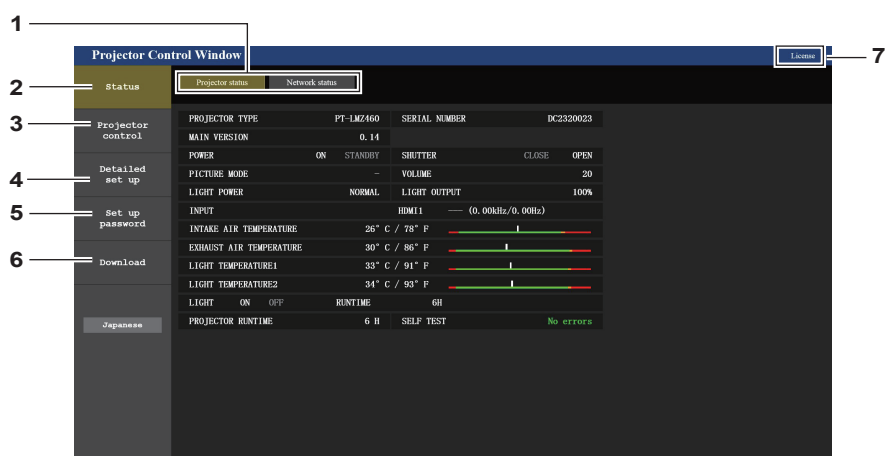 1
Projector Control Window
License
7
2
Status
Projector status
Network status
3
Projector
control
4
Detailed
set up
5
Set up
password
6
Download
Japanese
PROJECTOR TYPE PT-LMZ460 SERIAL NUMBER DC2320023
MAIN VERSION 0.14
POWER ON STANDBY SHUTTER CLOSE OPEN
PICTURE MODE - VOLUME 20
LIGHT POWER NORMAL LIGHT OUTPUT 100%
INPUT HDMI1 --- (0.00kHz/0.00Hz)
INTAKE AIR TEMPERATURE 26° C / 78° F
EXHAUST AIR TEMPERATURE 30° C / 86° F
LIGHT TEMPERATURE1 33° C / 91° F
LIGHT TEMPERATURE2 34° C / 93° F
LIGHT ON OFF RUNTIME 6H
PROJECTOR RUNTIME 6 H SELF TEST No errors